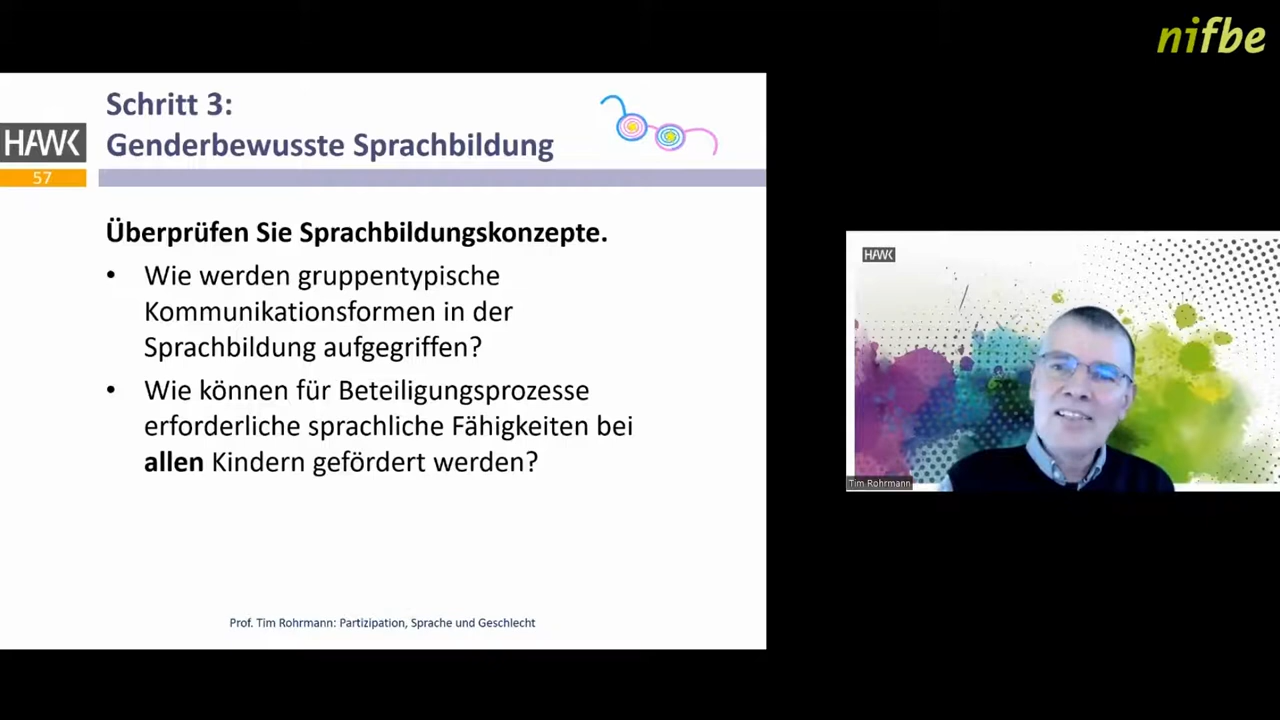 nifbe
Schritt 3:
Genderbewusste Sprachbildung
HAWK
57
Überprüfen Sie Sprachbildungskonzepte.
• Wie werden gruppentypische
Kommunikationsformen in der
Sprachbildung aufgegriffen?
• Wie können für Beteiligungsprozesse
erforderliche sprachliche Fähigkeiten bei
allen Kindern gefördert werden?
Prof. Tim Rohrmann: Partizipation, Sprache und Geschlecht
HAWK
Tim Rohrmann